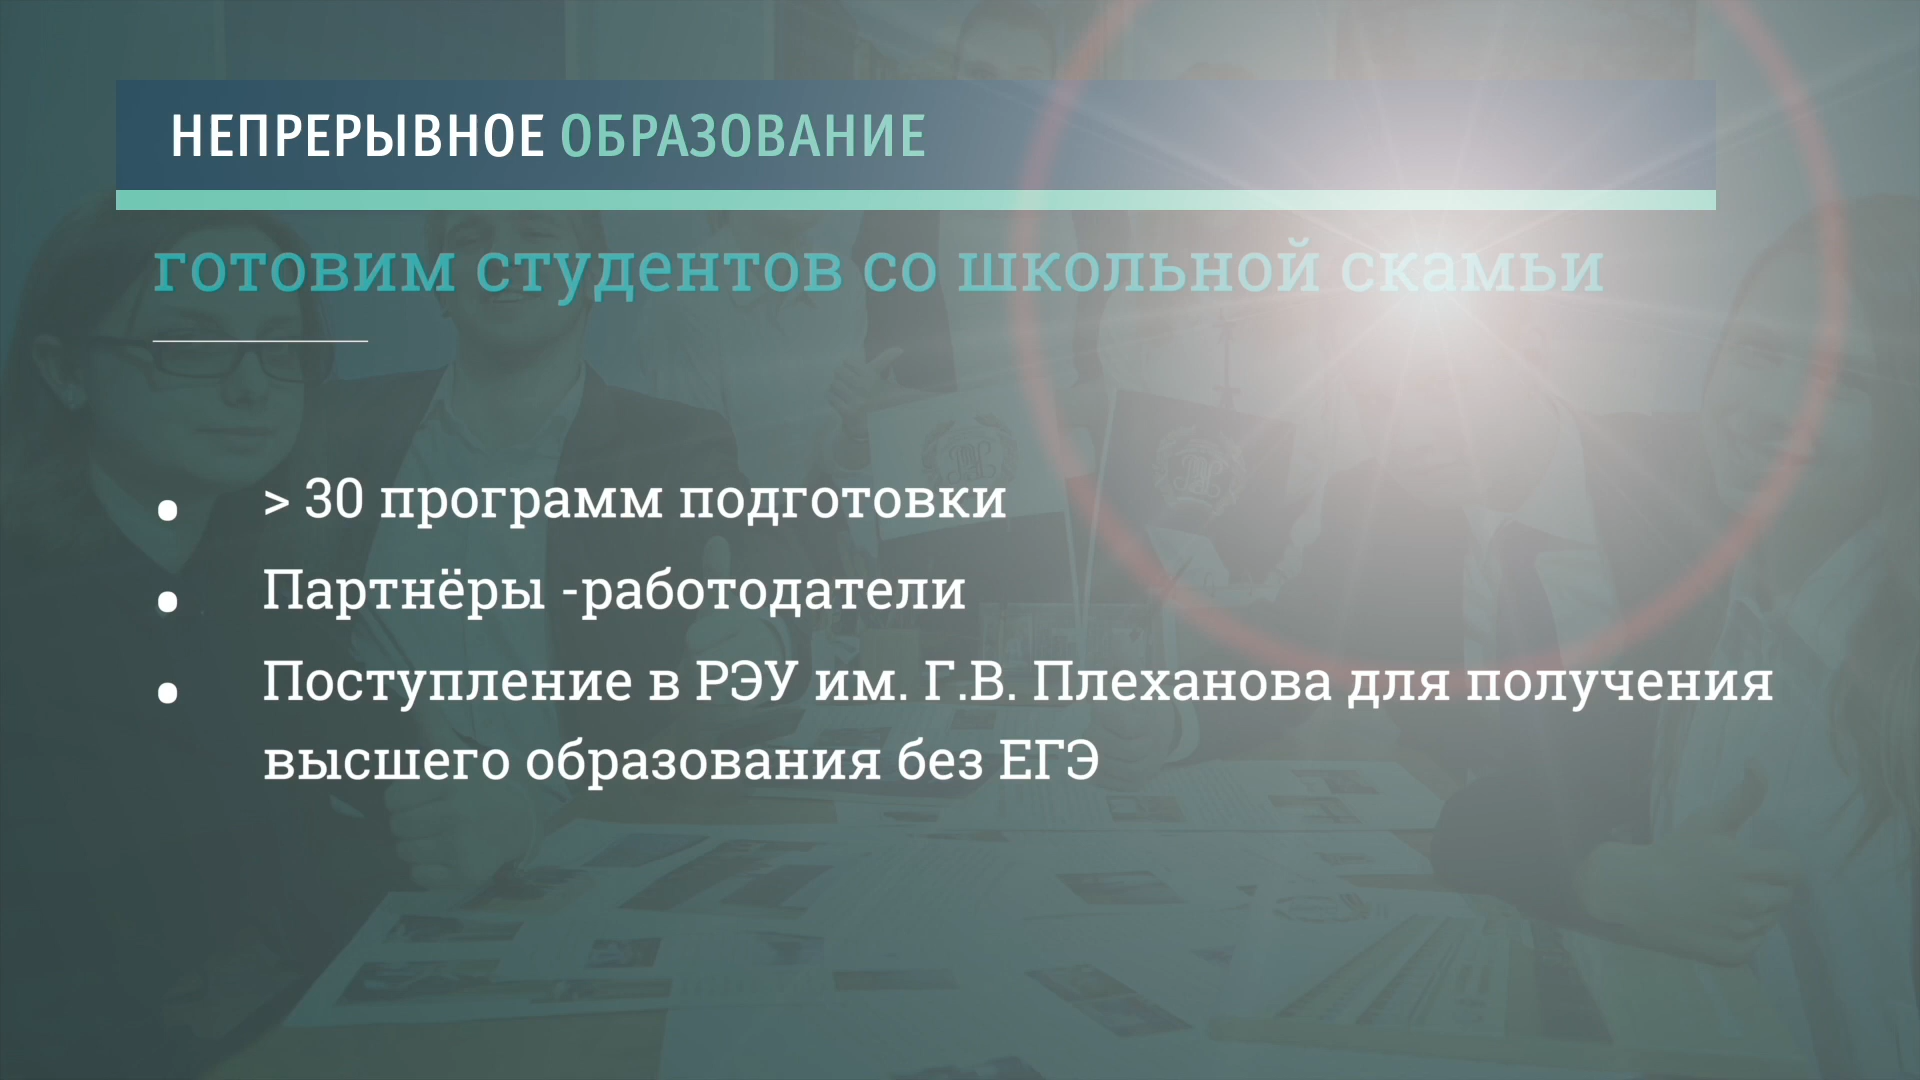 НЕПРЕРЫВНОЕ ОБРАЗОВАНИЕ
готовим студентов со школьной скамьи
• > 30 программ подготовки
• Партнёры -работодатели
• Поступление в РЭУ им. Г.В. Плеханова для получения
высшего образования без ЕГЭ